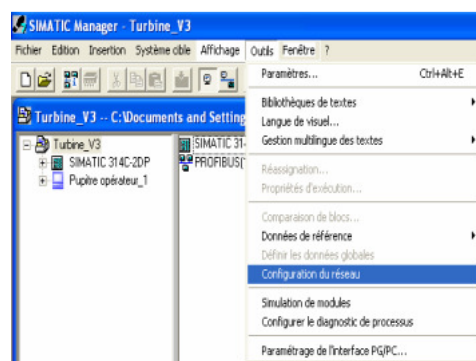 SIMATIC Manager - Turbine_V3
Fichier Edition Insertion Système cible Affichage Outils Fenêtre ?
Paramètres... Ctrl+Alt+E
Bibliothèques de textes
Langue de visuel...
Gestion multilingue des textes
Réassignation...
Propriétés d'exécution...
Comparaison de blocs...
Données de référence
Définir les données globales
Configuration du réseau
Simulation de modules
Configurer le diagnostic de processus
Paramétrage de l'interface PG/PC...
Turbine_V3 -- C:\Documents and Setting
Turbine_V3
SIMATIC 314C-2DP
Pupitre opérateur_1
SIMATIC 31
PROFIBUS(